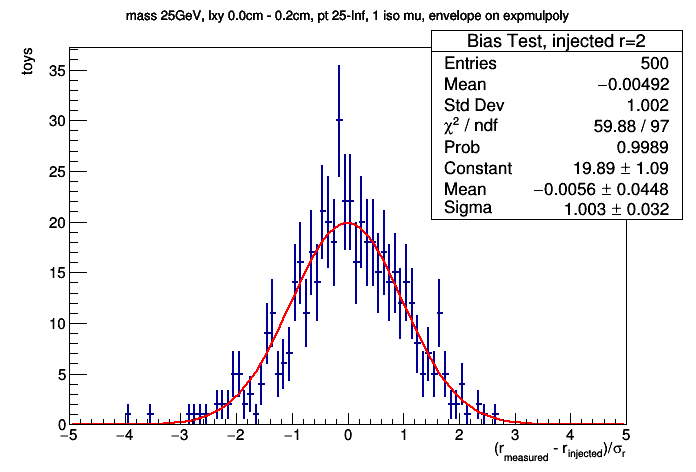 mass 25GeV, lxy 0.0cm - 0.2cm, pt 25-Inf, 1 iso mu, envelope on expmulpoly
Bias Test, injected r=2
Entries 500
Mean −0.00492
Std Dev 1.002
χ² / ndf 59.88 / 97
Prob 0.9989
Constant 19.89 ± 1.09
Mean −0.0056 ± 0.0448
Sigma 1.003 ± 0.032
toys
35
30
25
20
15
10
5
0
−5 −4 −3 −2 −1 0 1 2 3 4 5
(r_measured - r_injected)/σ_r